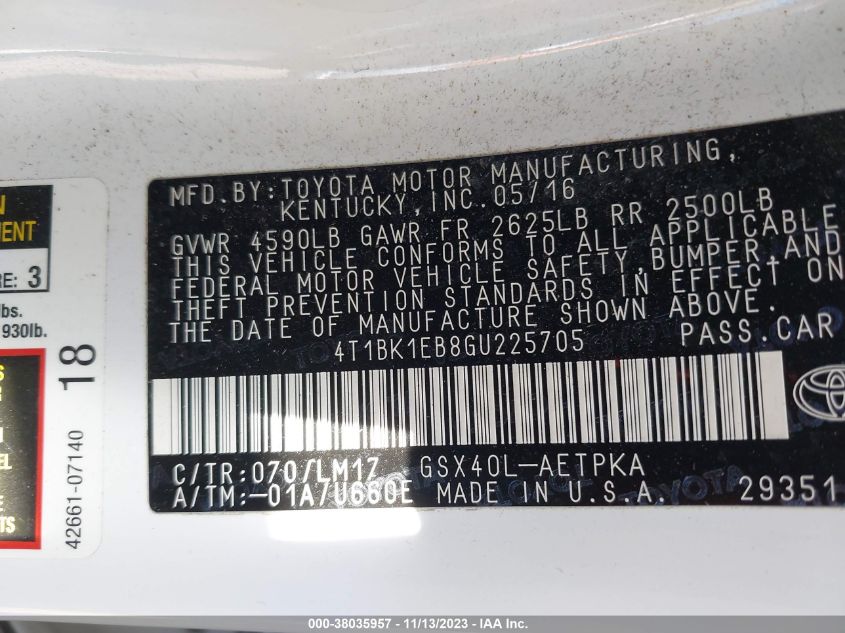 MFD.BY:TOYOTA MOTOR MANUFACTURING,
KENTUCKY, INC.05/16
GVWR 4590LB GAWR FR 2625LB RR 2500LB
THIS VEHICLE CONFORMS TO ALL APPLICABLE
FEDERAL MOTOR VEHICLE SAFETY,BUMPER,AND
THEFT PREVENTION STANDARDS IN EFFECT ON
THE DATE OF MANUFACTURE SHOWN ABOVE.
4T1BK1EB8GU225705 PASS.CAR
C/TR:070/LM17 GSX40L-AETPKA
A/TM:-01A/U660E MADE IN U.S.A. 29351
RE: 3
lbs.
930lb.
18
42661-07140
000-38035957 - 11/13/2023 - IAA Inc.